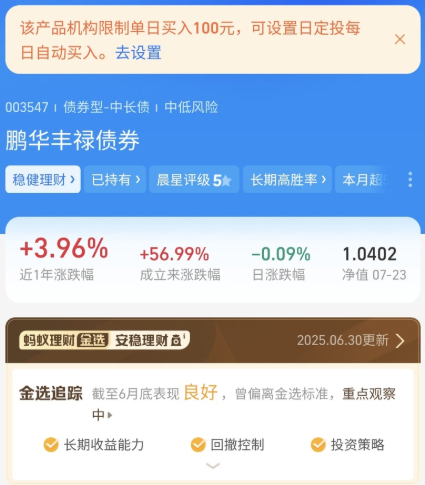 该产品机构限制单日买入100元，可设置日定投每
日自动买入。去设置
003547 | 债券型-中长债 | 中低风险
鹏华丰禄债券
稳健理财 > 已持有 > 晨星评级 5★ 长期高胜率 > 本月超
+3.96% +56.99% -0.09% 1.0402
近1年涨跌幅 成立来涨跌幅 日涨跌幅 净值 07-23
蚂蚁理财 金选 安稳理财 2025.06.30更新 >
金选追踪 截至6月底表现 良好，曾偏离金选标准，重点观察
中
长期收益能力 回撤控制 投资策略